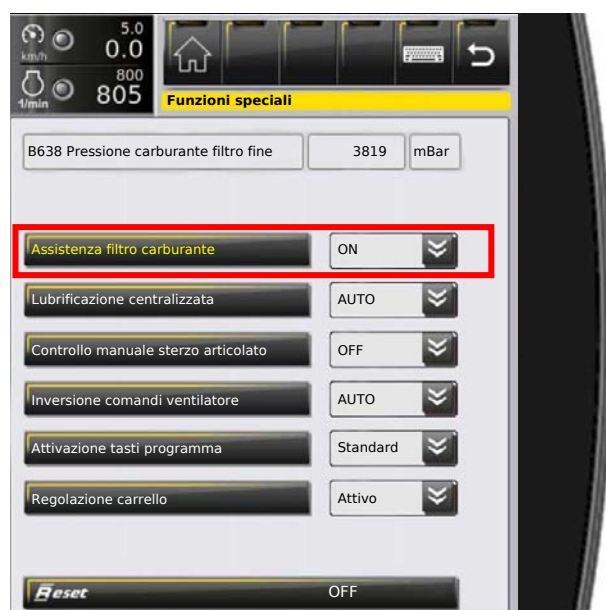 5.0
km/h 0.0
800
1/min 805
Funzioni speciali
B638 Pressione carburante filtro fine 3819 mBar
Assistenza filtro carburante ON
Lubrificazione centralizzata AUTO
Controllo manuale sterzo articolato OFF
Inversione comandi ventilatore AUTO
Attivazione tasti programma Standard
Regolazione carrello Attivo
Reset OFF